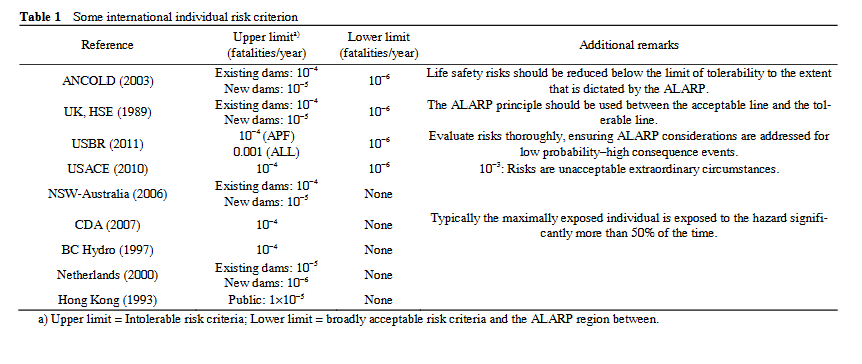 Table 1 Some international individual risk criterion
Reference Upper limit^a) (fatalities/year) Lower limit (fatalities/year) Additional remarks
ANCOLD (2003) Existing dams: 10⁻⁴ New dams: 10⁻⁵ 10⁻⁶ Life safety risks should be reduced below the limit of tolerability to the extent that is dictated by the ALARP.
UK, HSE (1989) Existing dams: 10⁻⁴ New dams: 10⁻⁵ 10⁻⁶ The ALARP principle should be used between the acceptable line and the tol-
erable line.
USBR (2011) 10⁻⁴ (APF) 0.001 (ALL) 10⁻⁶ Evaluate risks thoroughly, ensuring ALARP considerations are addressed for
low probability–high consequence events.
USACE (2010) 10⁻⁴ 10⁻⁶ 10⁻³: Risks are unacceptable extraordinary circumstances.
NSW-Australia (2006) Existing dams: 10⁻⁴ New dams: 10⁻⁵ None
CDA (2007) 10⁻⁴ None Typically the maximally exposed individual is exposed to the hazard signifi-
cantly more than 50% of the time.
BC Hydro (1997) 10⁻⁴ None
Netherlands (2000) Existing dams: 10⁻⁵ New dams: 10⁻⁶ None
Hong Kong (1993) Public: 1×10⁻⁵ None
a) Upper limit = Intolerable risk criteria; Lower limit = broadly acceptable risk criteria and the ALARP region between.